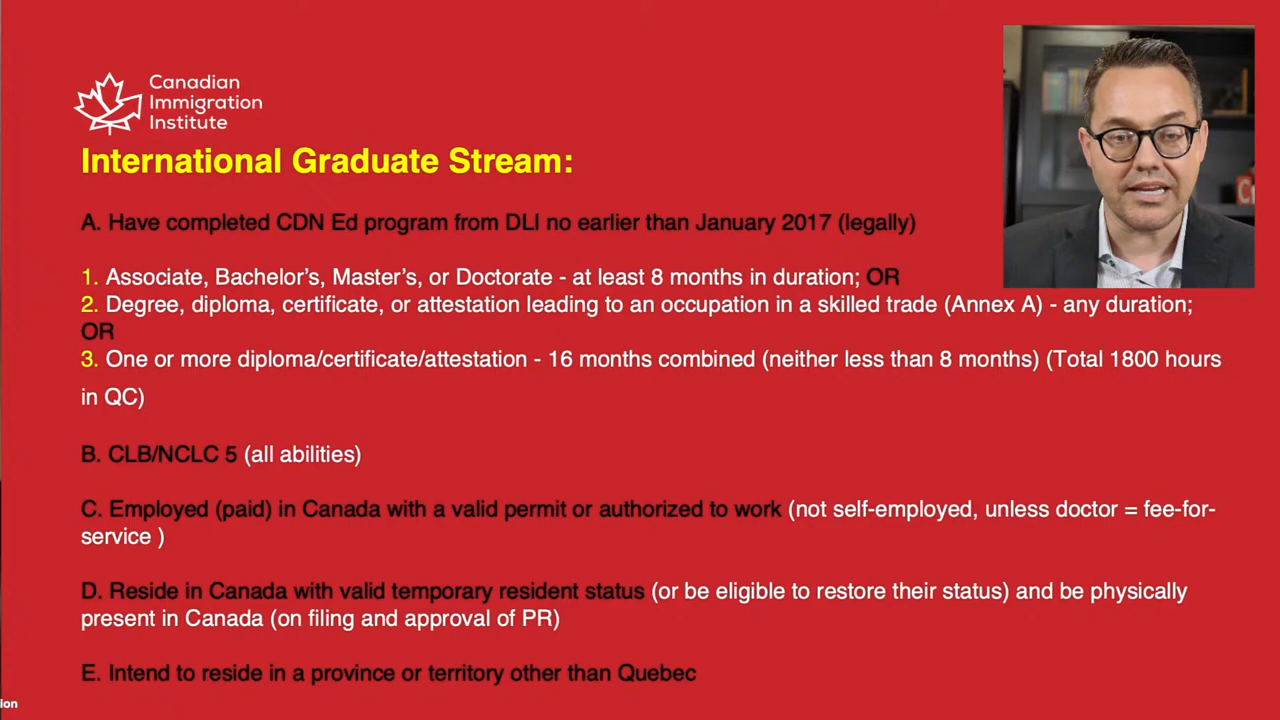 Canadian
Immigration
Institute
International Graduate Stream:
A. Have completed CDN Ed program from DLI no earlier than January 2017 (legally)
1. Associate, Bachelor’s, Master’s, or Doctorate - at least 8 months in duration; OR
2. Degree, diploma, certificate, or attestation leading to an occupation in a skilled trade (Annex A) - any duration;
OR
3. One or more diploma/certificate/attestation - 16 months combined (neither less than 8 months) (Total 1800 hours
in QC)
B. CLB/NCLC 5 (all abilities)
C. Employed (paid) in Canada with a valid permit or authorized to work (not self-employed, unless doctor = fee-for-
service )
D. Reside in Canada with valid temporary resident status (or be eligible to restore their status) and be physically
present in Canada (on filing and approval of PR)
E. Intend to reside in a province or territory other than Quebec
ion